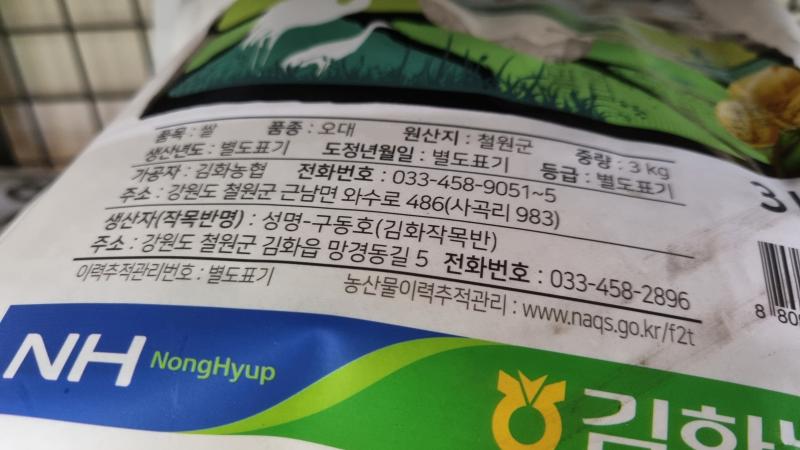 품목 : 쌀 품종 : 오대 원산지 : 철원군 중량 : 3 kg
생산년도 : 별도표기 도정년월일 : 별도표기 등급 : 별도표기
가공자 : 김화농협 전화번호 : 033-458-9051~5
주소 : 강원도 철원군 근남면 와수로 486(사곡리 983)
생산자(작목반명) : 성명-구동호(김화작목반)
주소 : 강원도 철원군 김화읍 망경동길 5 전화번호 : 033-458-2896
이력추적관리번호 : 별도표기 농산물이력추적관리 : www.naqs.go.kr/f2t
3
8 80
NH NongHyup
김화